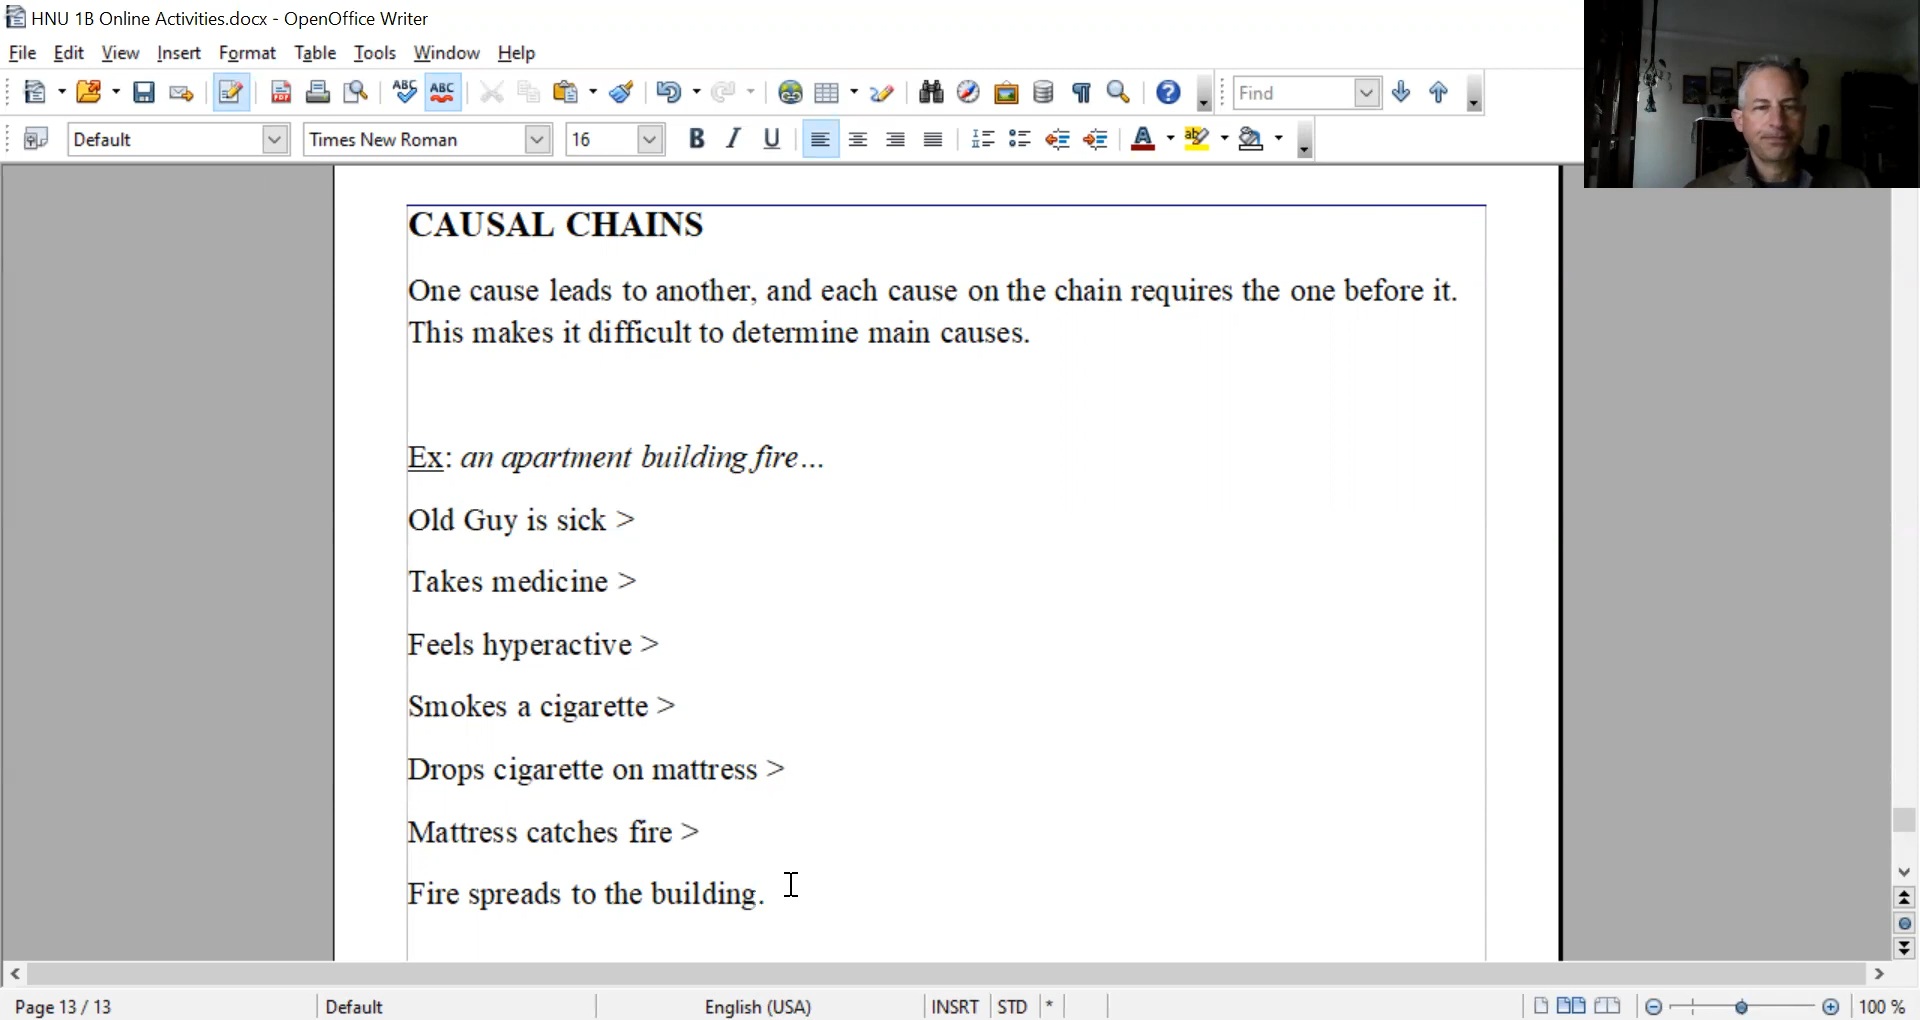 HNU 1B Online Activities.docx - OpenOffice Writer
File Edit View Insert Format Table Tools Window Help
ABC ABC Find
Default Times New Roman 16 B I U A ab
CAUSAL CHAINS
One cause leads to another, and each cause on the chain requires the one before it.
This makes it difficult to determine main causes.
Ex: an apartment building fire…
Old Guy is sick >
Takes medicine >
Feels hyperactive >
Smokes a cigarette >
Drops cigarette on mattress >
Mattress catches fire >
Fire spreads to the building.
Page 13 / 13 Default English (USA) INSRT STD * 100 %